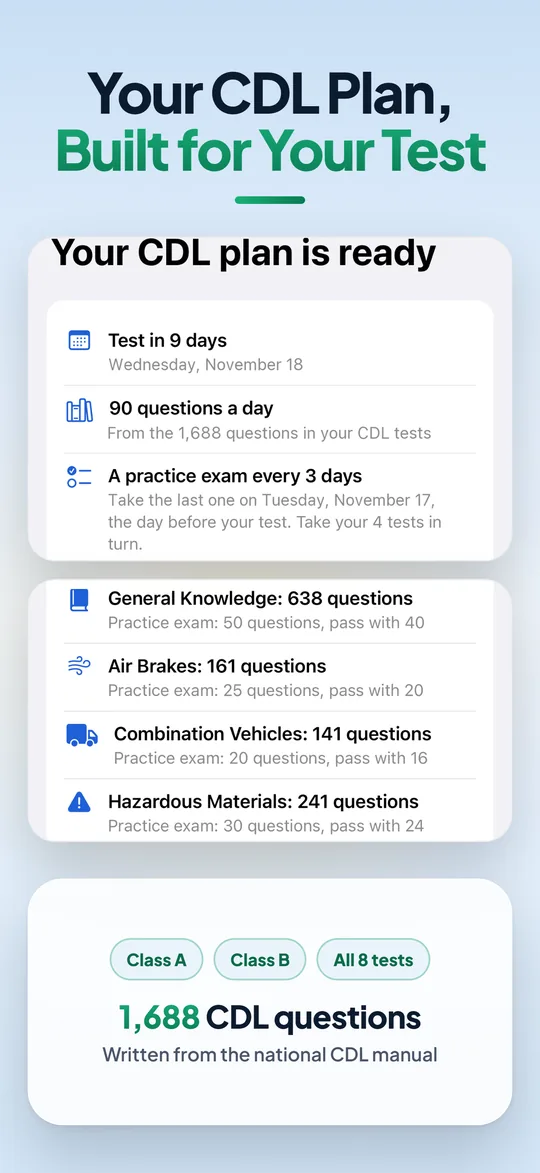 Your CDL Plan,
Built for Your Test
Your CDL plan is ready
Test in 9 days
Wednesday, November 18
90 questions a day
From the 1,688 questions in your CDL tests
A practice exam every 3 days
Take the last one on Tuesday, November 17,
the day before your test. Take your 4 tests in
turn.
General Knowledge: 638 questions
Practice exam: 50 questions, pass with 40
Air Brakes: 161 questions
Practice exam: 25 questions, pass with 20
Combination Vehicles: 141 questions
Practice exam: 20 questions, pass with 16
Hazardous Materials: 241 questions
Practice exam: 30 questions, pass with 24
Class A
Class B
All 8 tests
1,688 CDL questions
Written from the national CDL manual